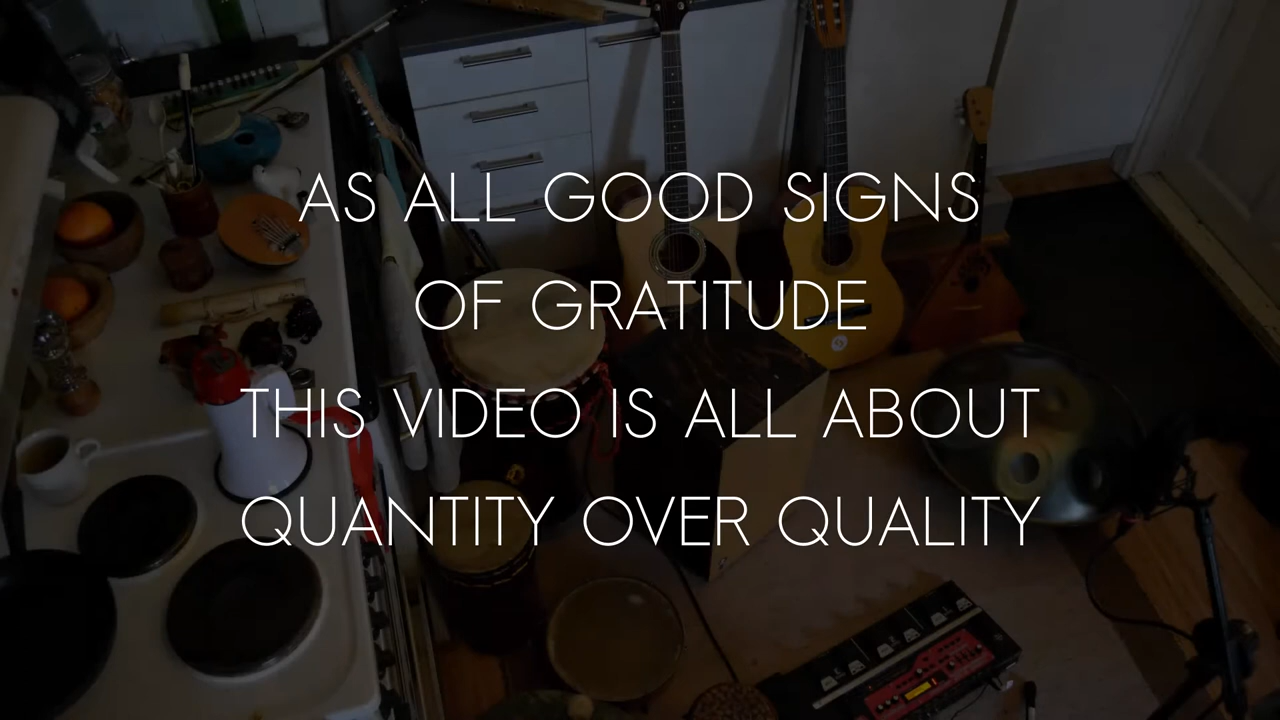 AS ALL GOOD SIGNS
OF GRATITUDE
THIS VIDEO IS ALL ABOUT
QUANTITY OVER QUALITY